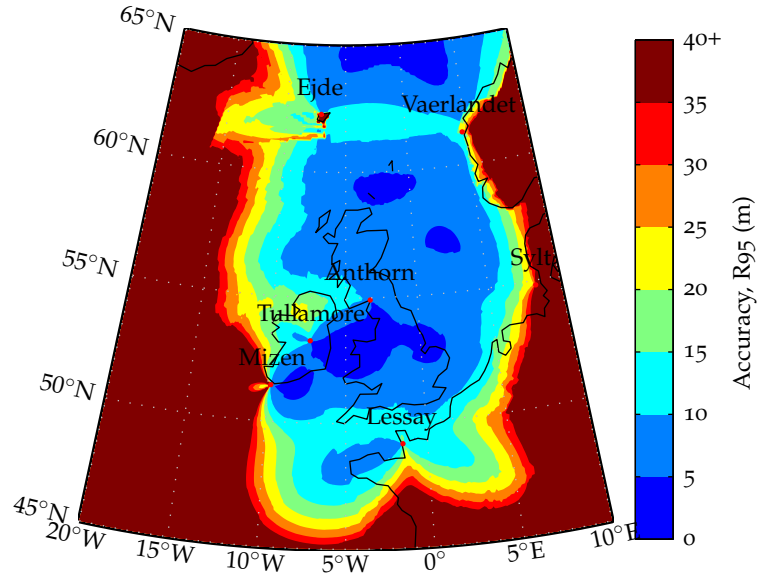 65°N
60°N
55°N
50°N
45°N
20°W
15°W
10°W
5°W
0°
5°E
10°E
Ejde
Vaerlandet
Sylt
Anthorn
Tullamore
Mizen
Lessay
40+
35
30
25
20
15
10
5
0
Accuracy, R95 (m)